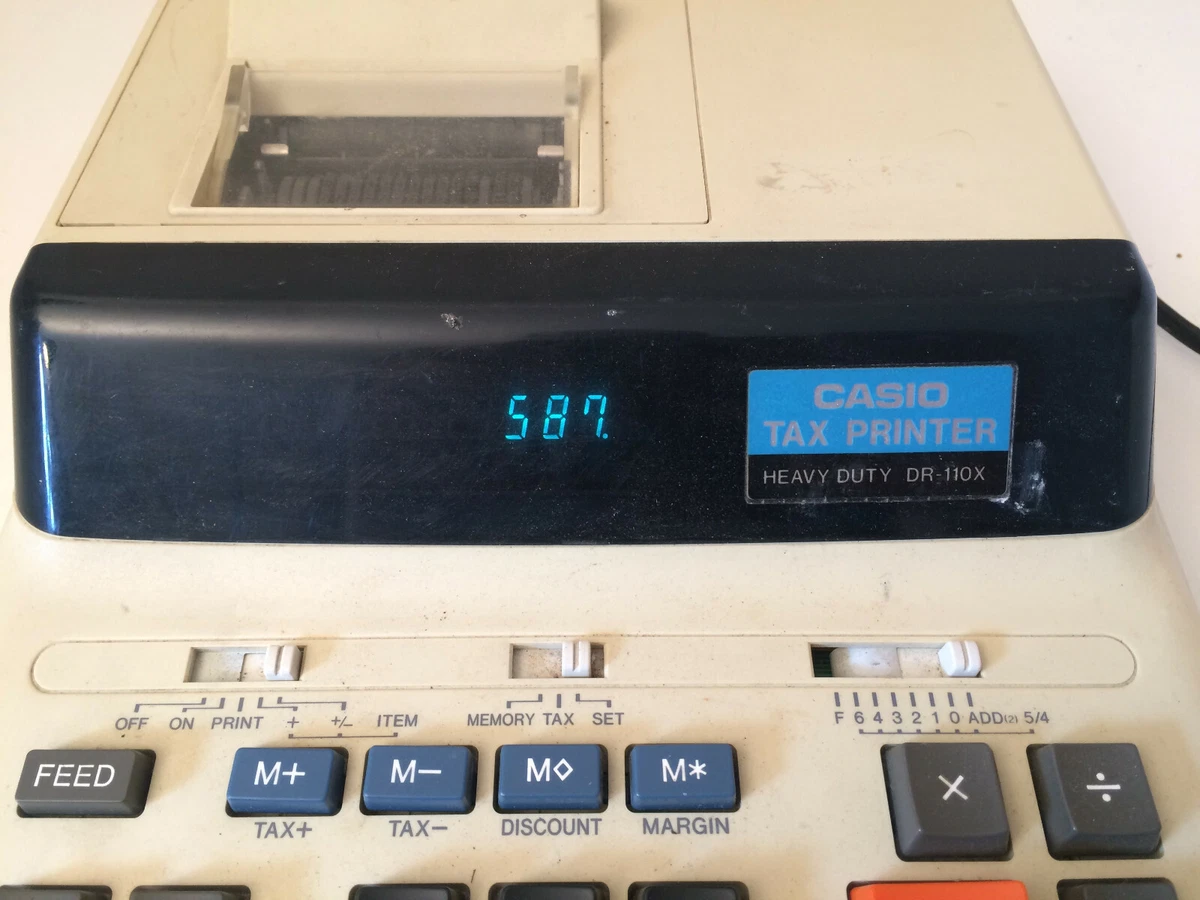 587.
CASIO
TAX PRINTER
HEAVY DUTY DR-110X
OFF ON PRINT + +/− ITEM
MEMORY TAX SET
F 6 4 3 2 1 0 ADD(2) 5/4
FEED
M+
M−
M◇
M*
×
÷
TAX+
TAX−
DISCOUNT
MARGIN